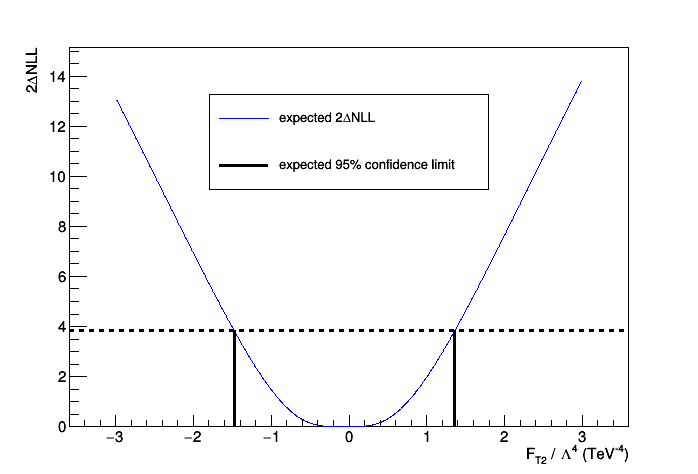 2ΔNLL
14
12
10
8
6
4
2
0
expected 2ΔNLL
expected 95% confidence limit
−3 −2 −1 0 1 2 3
F_T2 / Λ^4 (TeV^-4)